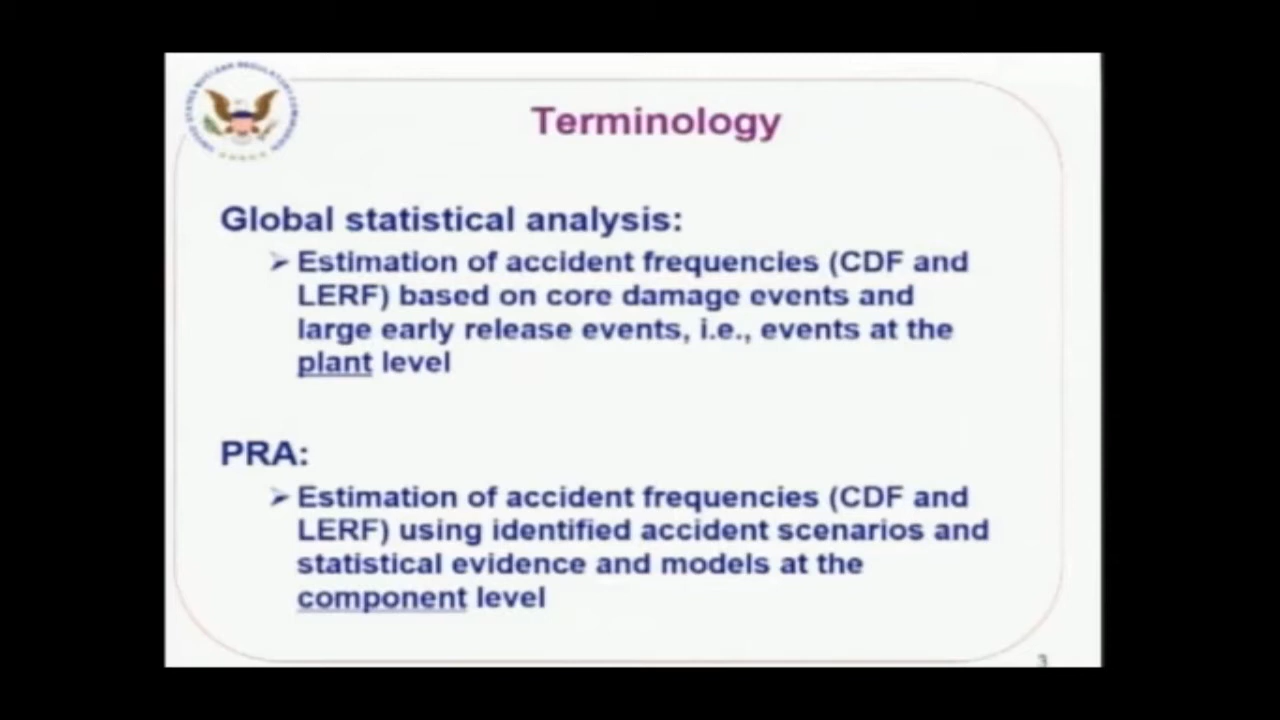 Terminology
Global statistical analysis:
Estimation of accident frequencies (CDF and
LERF) based on core damage events and
large early release events, i.e., events at the
plant level
PRA:
Estimation of accident frequencies (CDF and
LERF) using identified accident scenarios and
statistical evidence and models at the
component level
3